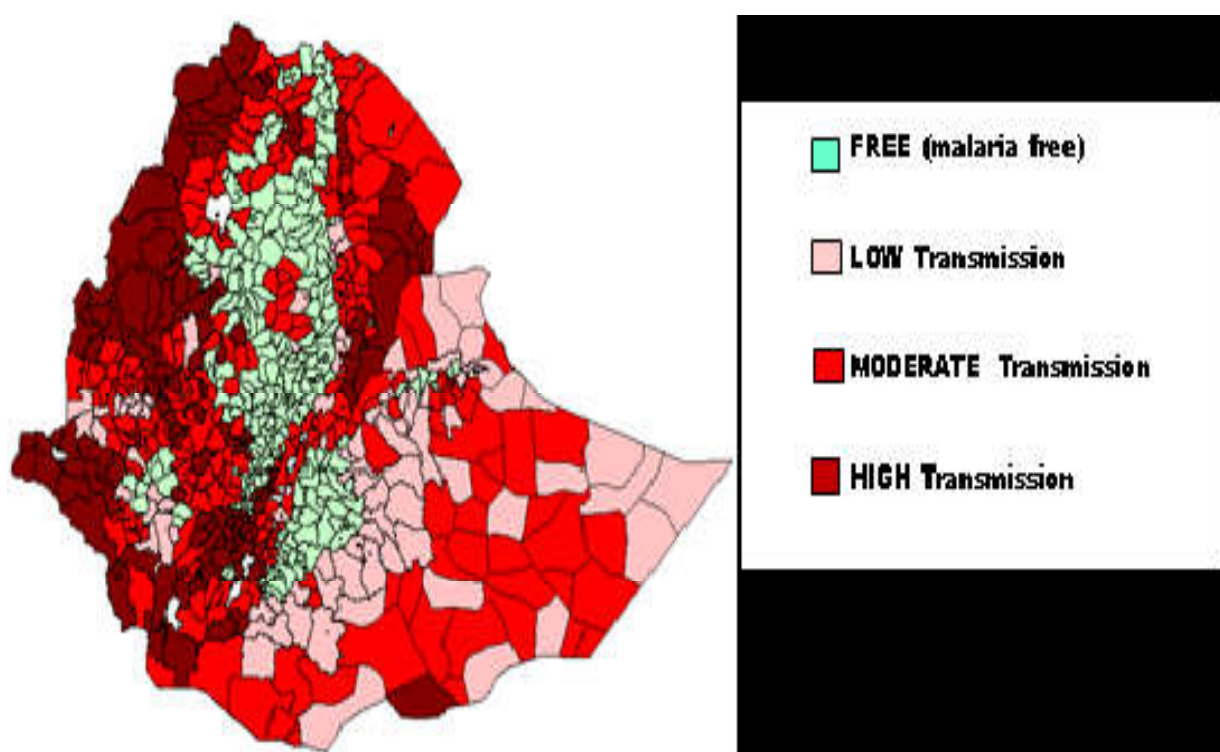 FREE (malaria free)
LOW Transmission
MODERATE Transmission
HIGH Transmission